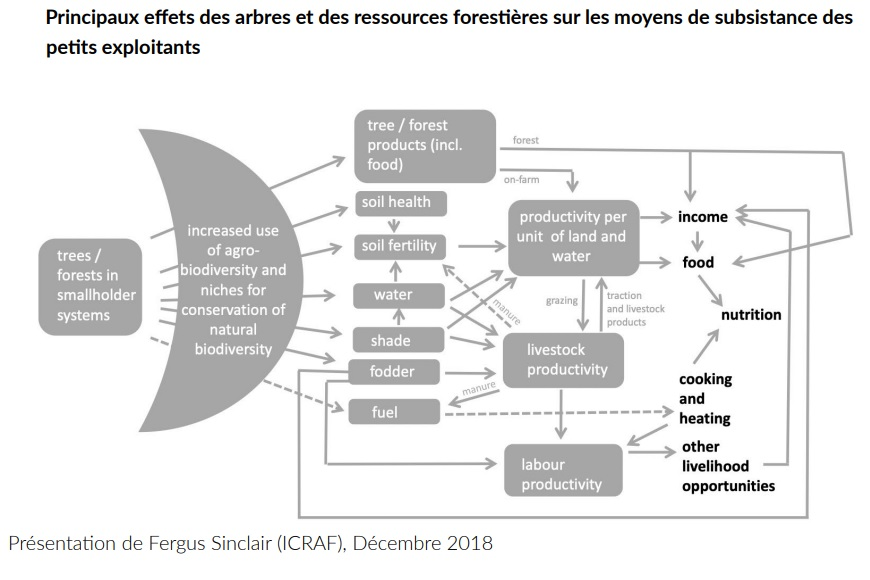 Principaux effets des arbres et des ressources forestières sur les moyens de subsistance des
petits exploitants
trees /
forests in
smallholder
systems
increased use
of agro-
biodiversity and
niches for
conservation of
natural
biodiversity
tree / forest
products (incl.
food)
soil health
soil fertility
water
shade
fodder
fuel
forest
on-farm
productivity per
unit of land and
water
grazing
traction
and livestock
products
manure
livestock
productivity
manure
labour
productivity
income
food
nutrition
cooking
and
heating
other
livelihood
opportunities
Présentation de Fergus Sinclair (ICRAF), Décembre 2018